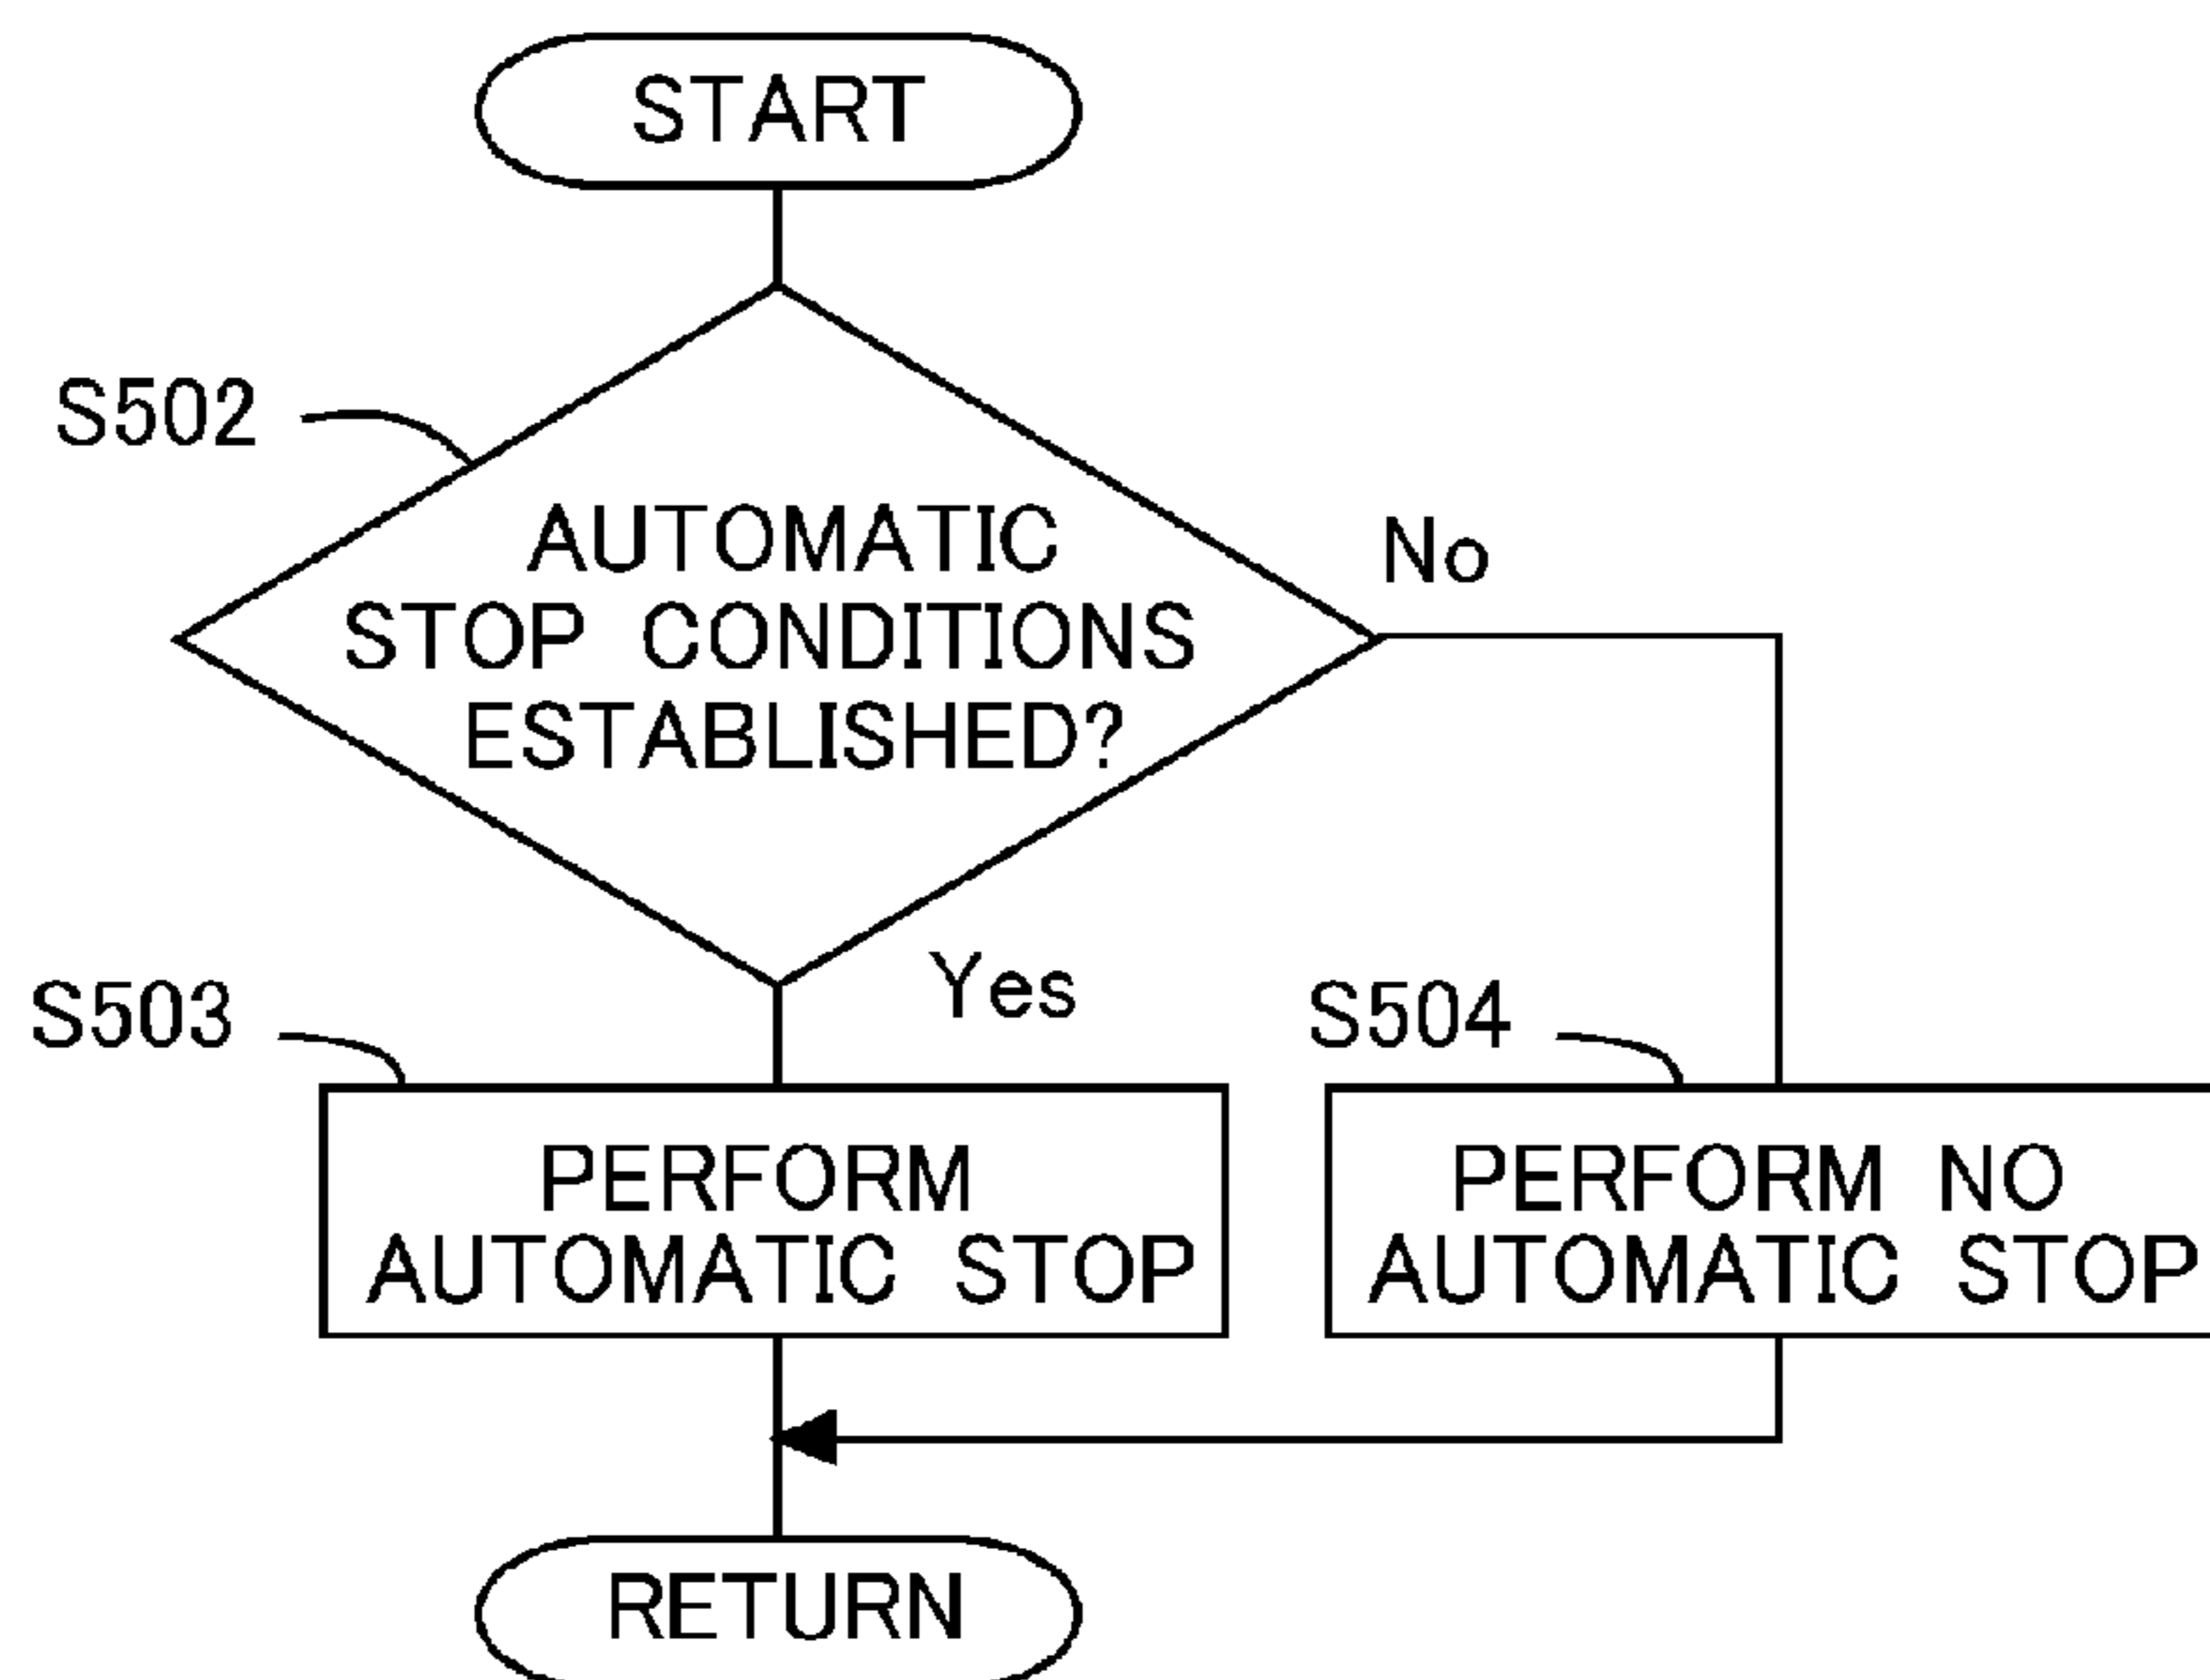 START
S502
AUTOMATIC
STOP CONDITIONS
ESTABLISHED?
No
Yes
S503
S504
PERFORM
AUTOMATIC STOP
PERFORM NO
AUTOMATIC STOP
RETURN